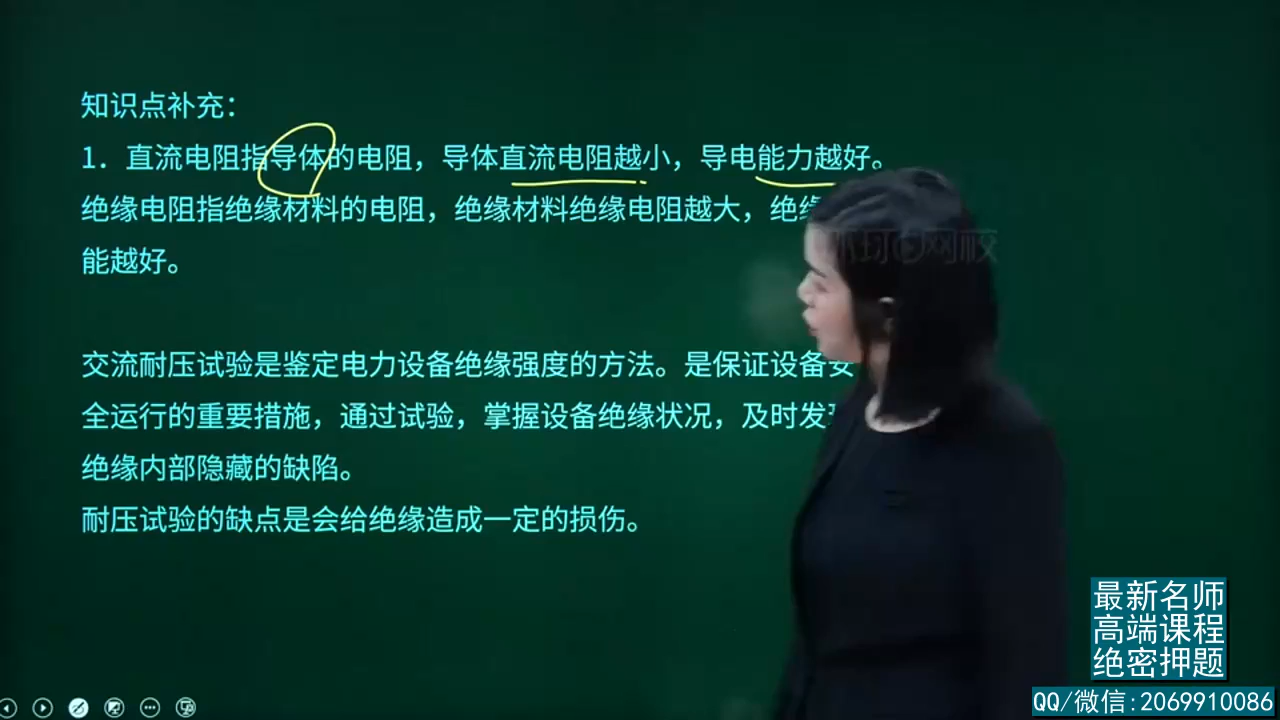 知识点补充：
1．直流电阻指导体的电阻，导体直流电阻越小，导电能力越好。
绝缘电阻指绝缘材料的电阻，绝缘材料绝缘电阻越大，绝缘
能越好。
交流耐压试验是鉴定电力设备绝缘强度的方法。是保证设备安
全运行的重要措施，通过试验，掌握设备绝缘状况，及时发现
绝缘内部隐藏的缺陷。
耐压试验的缺点是会给绝缘造成一定的损伤。
环球网校
最新名师
高端课程
绝密押题
QQ/微信:2069910086